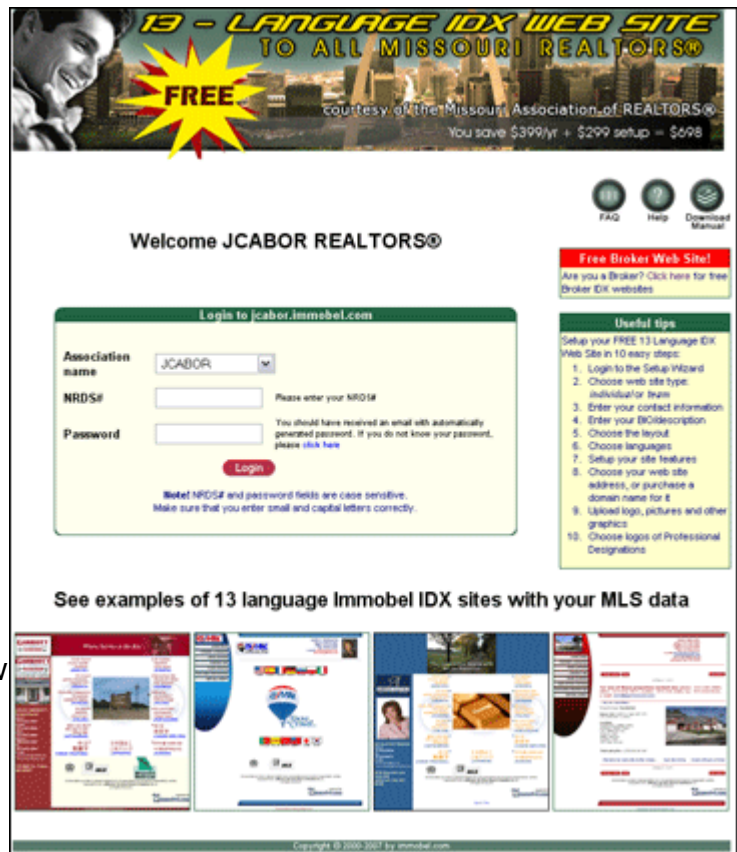 13 - LANGUAGE IDX WEB SITE
TO ALL MISSOURI REALTORS®
FREE
courtesy of the Missouri Association of REALTORS®
You save $399/yr + $299 setup = $698
FAQ
Help
Download
Manual
Welcome JCABOR REALTORS®
Free Broker Web Site!
Are you a Broker? Click here for free
Broker IDX websites
Login to jcabor.immobel.com
Association
name
JCABOR
NRDS#
Please enter your NRDS#
Password
You should have received an email with automatically
generated password. If you do not know your password,
please click here
Login
Note! NRDS# and password fields are case sensitive.
Make sure that you enter small and capital letters correctly.
Useful tips
Setup your FREE 13 Language IDX
Web Site in 10 easy steps:
1. Login to the Setup Wizard
2. Choose web site type:
individual or team
3. Enter your contact information
4. Enter your BIO/description
5. Choose the layout
6. Choose languages
7. Setup your site features
8. Choose your web site
address, or purchase a
domain name for it
9. Upload logo, pictures and other
graphics
10. Choose logos of Professional
Designations
See examples of 13 language Immobel IDX sites with your MLS data
Copyright © 2000-2007 by immobel.com